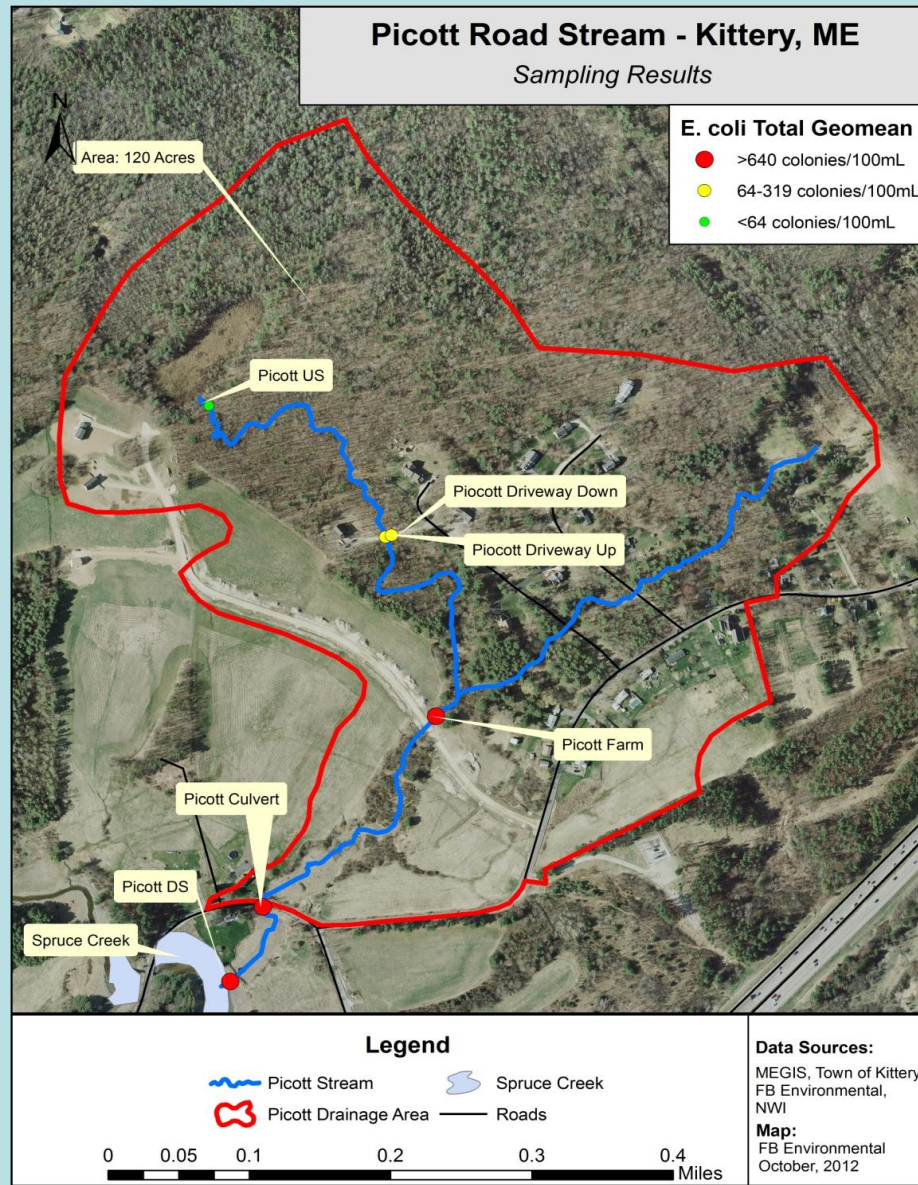 Picott Road Stream - Kittery, ME
Sampling Results
N
E. coli Total Geomean
>640 colonies/100mL
64-319 colonies/100mL
<64 colonies/100mL
Area: 120 Acres
Picott US
Piocott Driveway Down
Piocott Driveway Up
Picott Farm
Picott Culvert
Picott DS
Spruce Creek
Legend
Picott Stream
Spruce Creek
Picott Drainage Area
Roads
0 0.05 0.1 0.2 0.3 0.4
Miles
Data Sources:
MEGIS, Town of Kittery
FB Environmental,
NWI
Map:
FB Environmental
October, 2012